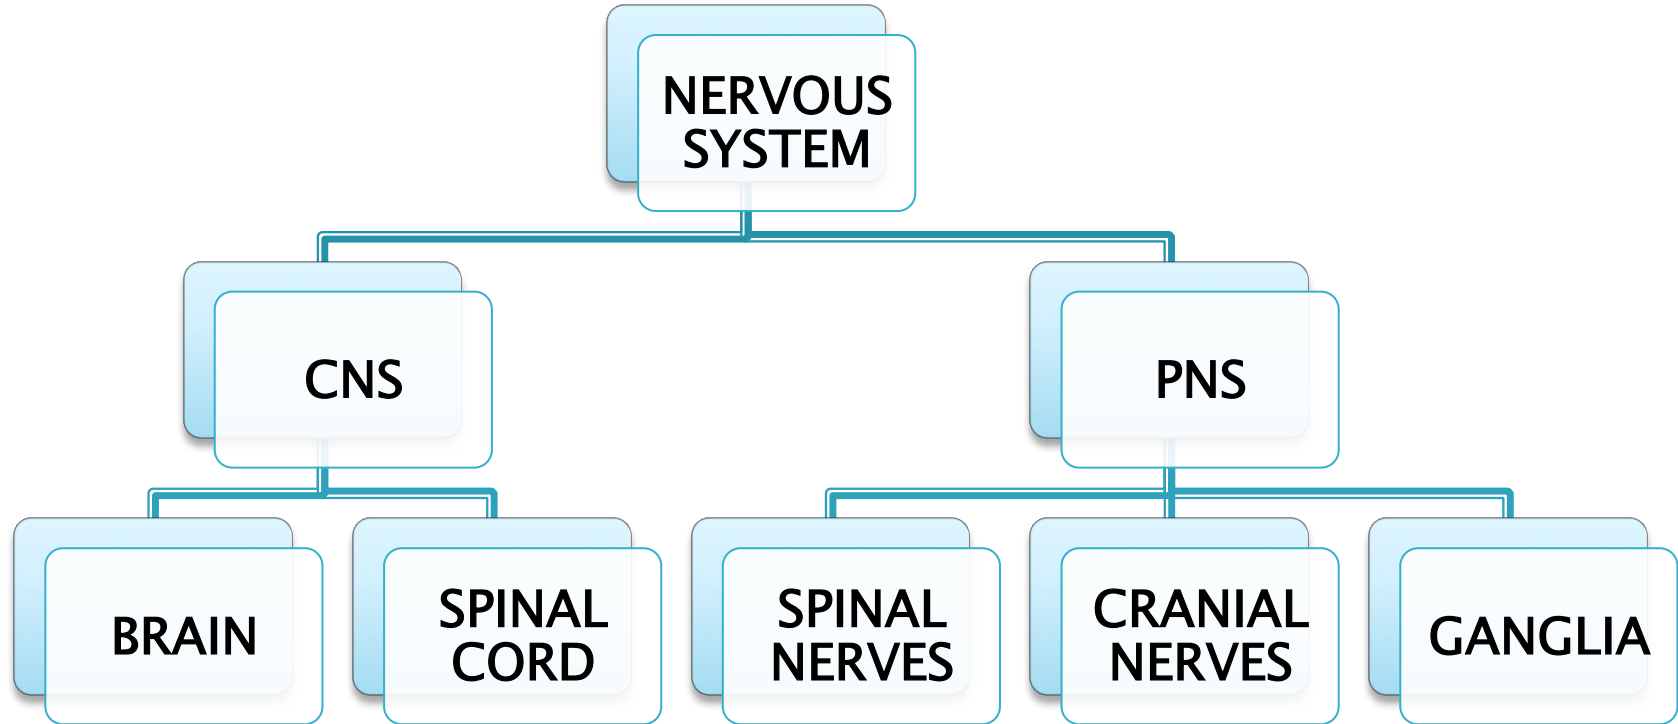 NERVOUS
SYSTEM
CNS
PNS
BRAIN
SPINAL
CORD
SPINAL
NERVES
CRANIAL
NERVES
GANGLIA